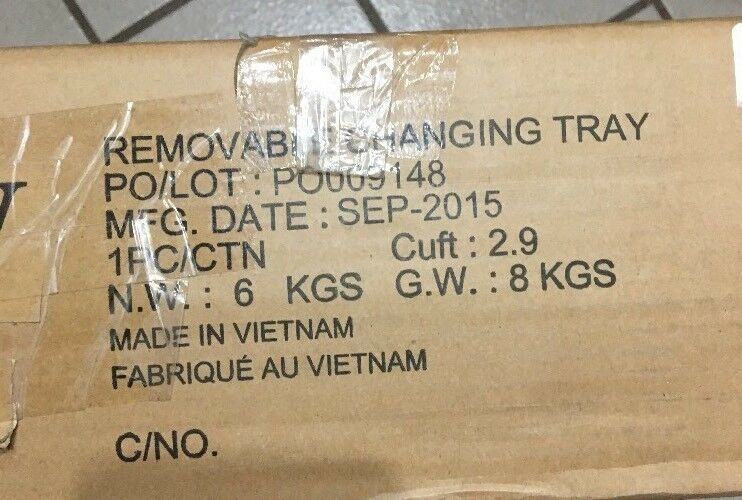 REMOVABLE CHANGING TRAY
PO/LOT : PO009148
MFG. DATE : SEP-2015
1PC/CTN Cuft : 2.9
N.W. : 6 KGS G.W. : 8 KGS
MADE IN VIETNAM
FABRIQUÉ AU VIETNAM
C/NO.